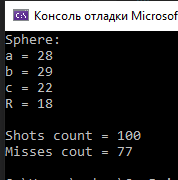 Консоль отладки Microsof
Sphere:
a = 28
b = 29
c = 22
R = 18
Shots count = 100
Misses cout = 77